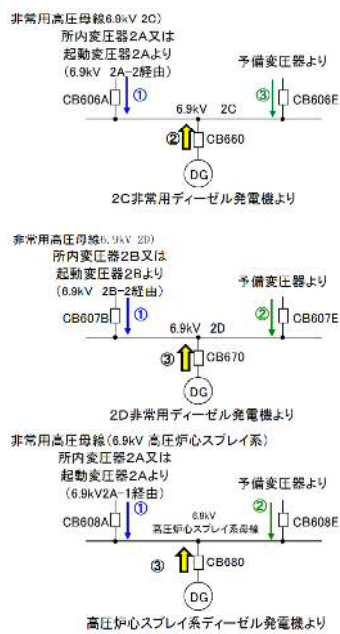 非常用高圧母線6.9kV 2C)
所内変圧器2A又は
起動変圧器2Aより
(6.9kV 2A-2経由)
予備変圧器より
CB606A
①
6.9kV 2C
③
CB606E
②
CB660
DG
2C非常用ディーゼル発電機より
非常用高圧母線6.9kV 2D)
所内変圧器2B又は
起動変圧器2Bより
(6.9kV 2B-2経由)
予備変圧器より
CB607B
①
6.9kV 2D
②
CB607E
③
CB670
DG
2D非常用ディーゼル発電機より
非常用高圧母線(6.9kV 高圧炉心スプレイ系)
所内変圧器2A又は
起動変圧器2Aより
(6.9kV2A-1経由)
予備変圧器より
CB608A
①
6.9kV
高圧炉心スプレイ系母線
②
CB608E
③
CB680
DG
高圧炉心スプレイ系ディーゼル発電機より